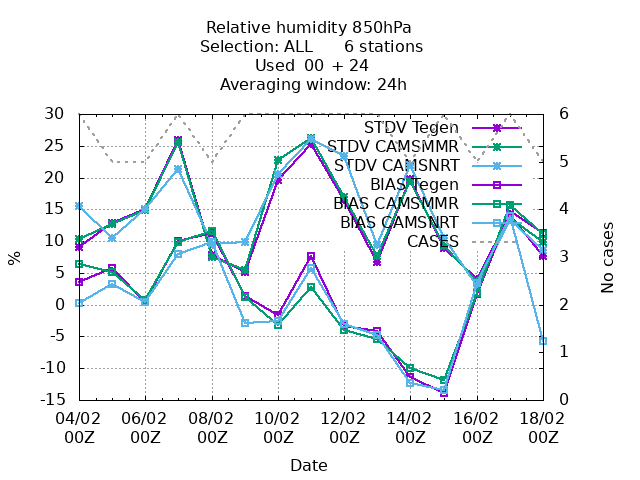 Relative humidity 850hPa
Selection: ALL      6 stations
Used  00 + 24
Averaging window: 24h
30
25
20
15
10
5
0
-5
-10
-15
%
6
5
4
3
2
1
0
No cases
STDV Tegen
STDV CAMSMMR
STDV CAMSNRT
BIAS Tegen
BIAS CAMSMMR
BIAS CAMSNRT
CASES
04/02 06/02 08/02 10/02 12/02 14/02 16/02 18/02
00Z 00Z 00Z 00Z 00Z 00Z 00Z 00Z
Date